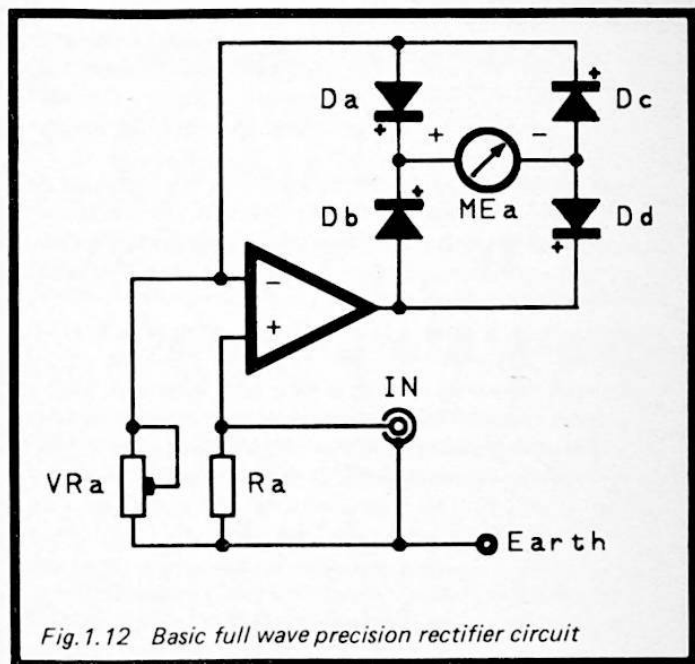 Da
+
Dc
+
+
-
MEa
Db
+
Dd
+
-
+
IN
VRa
Ra
Earth
Fig.1.12 Basic full wave precision rectifier circuit